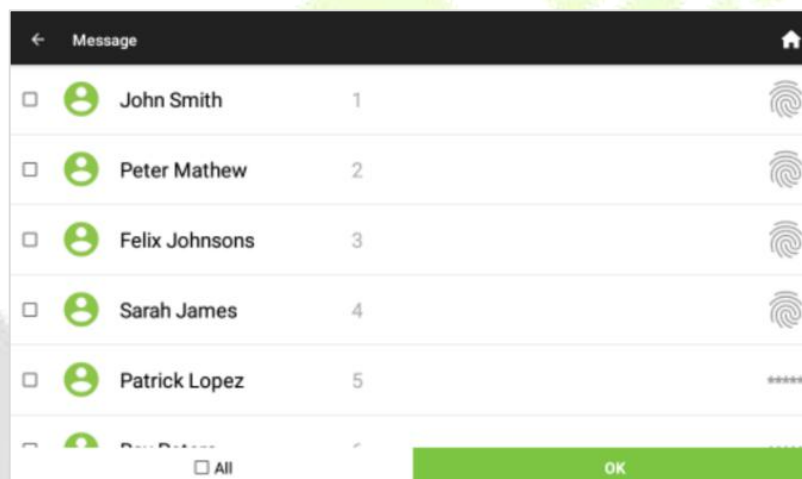 Message
John Smith 1
Peter Mathew 2
Felix Johnsons 3
Sarah James 4
Patrick Lopez 5 *****
All OK